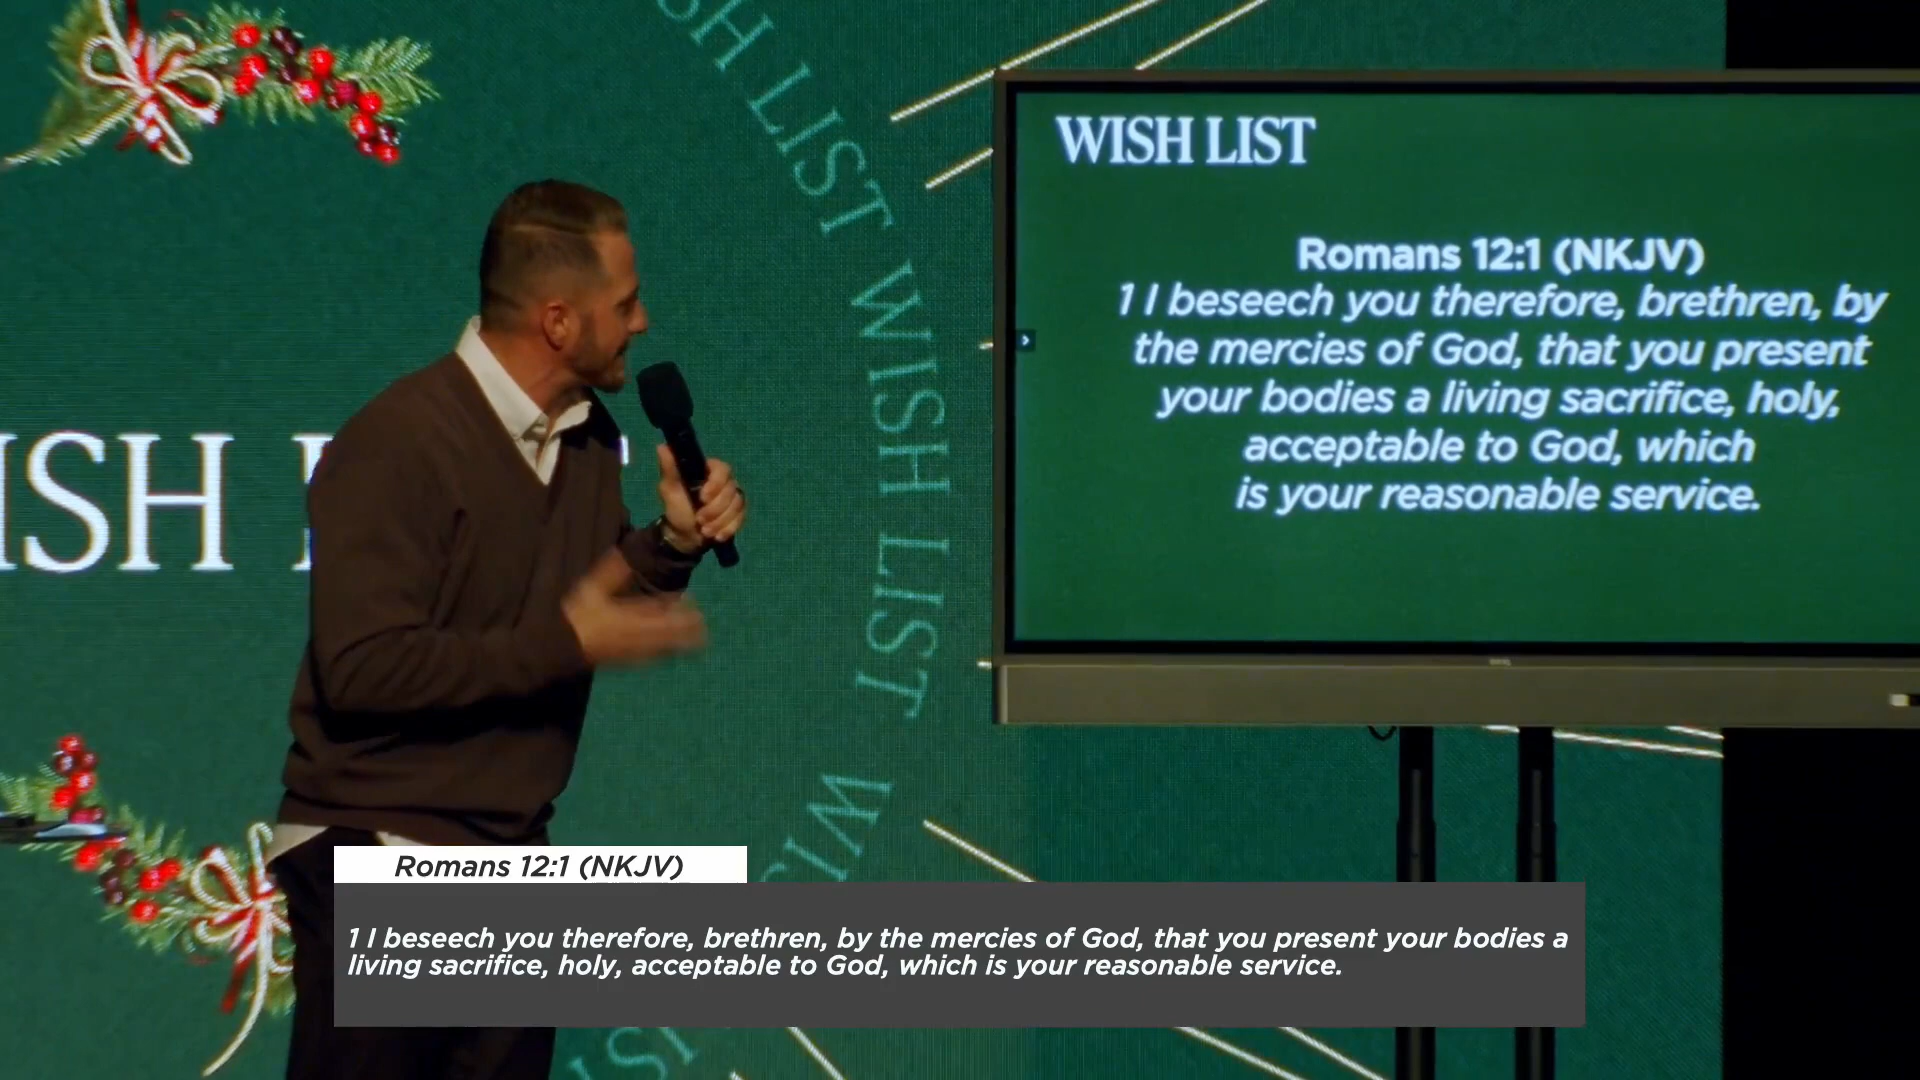 SH LIST WISH LIST WIS
ISH
WISH LIST
Romans 12:1 (NKJV)
1 I beseech you therefore, brethren, by
the mercies of God, that you present
your bodies a living sacrifice, holy,
acceptable to God, which
is your reasonable service.
Romans 12:1 (NKJV)
1 I beseech you therefore, brethren, by the mercies of God, that you present your bodies a
living sacrifice, holy, acceptable to God, which is your reasonable service.